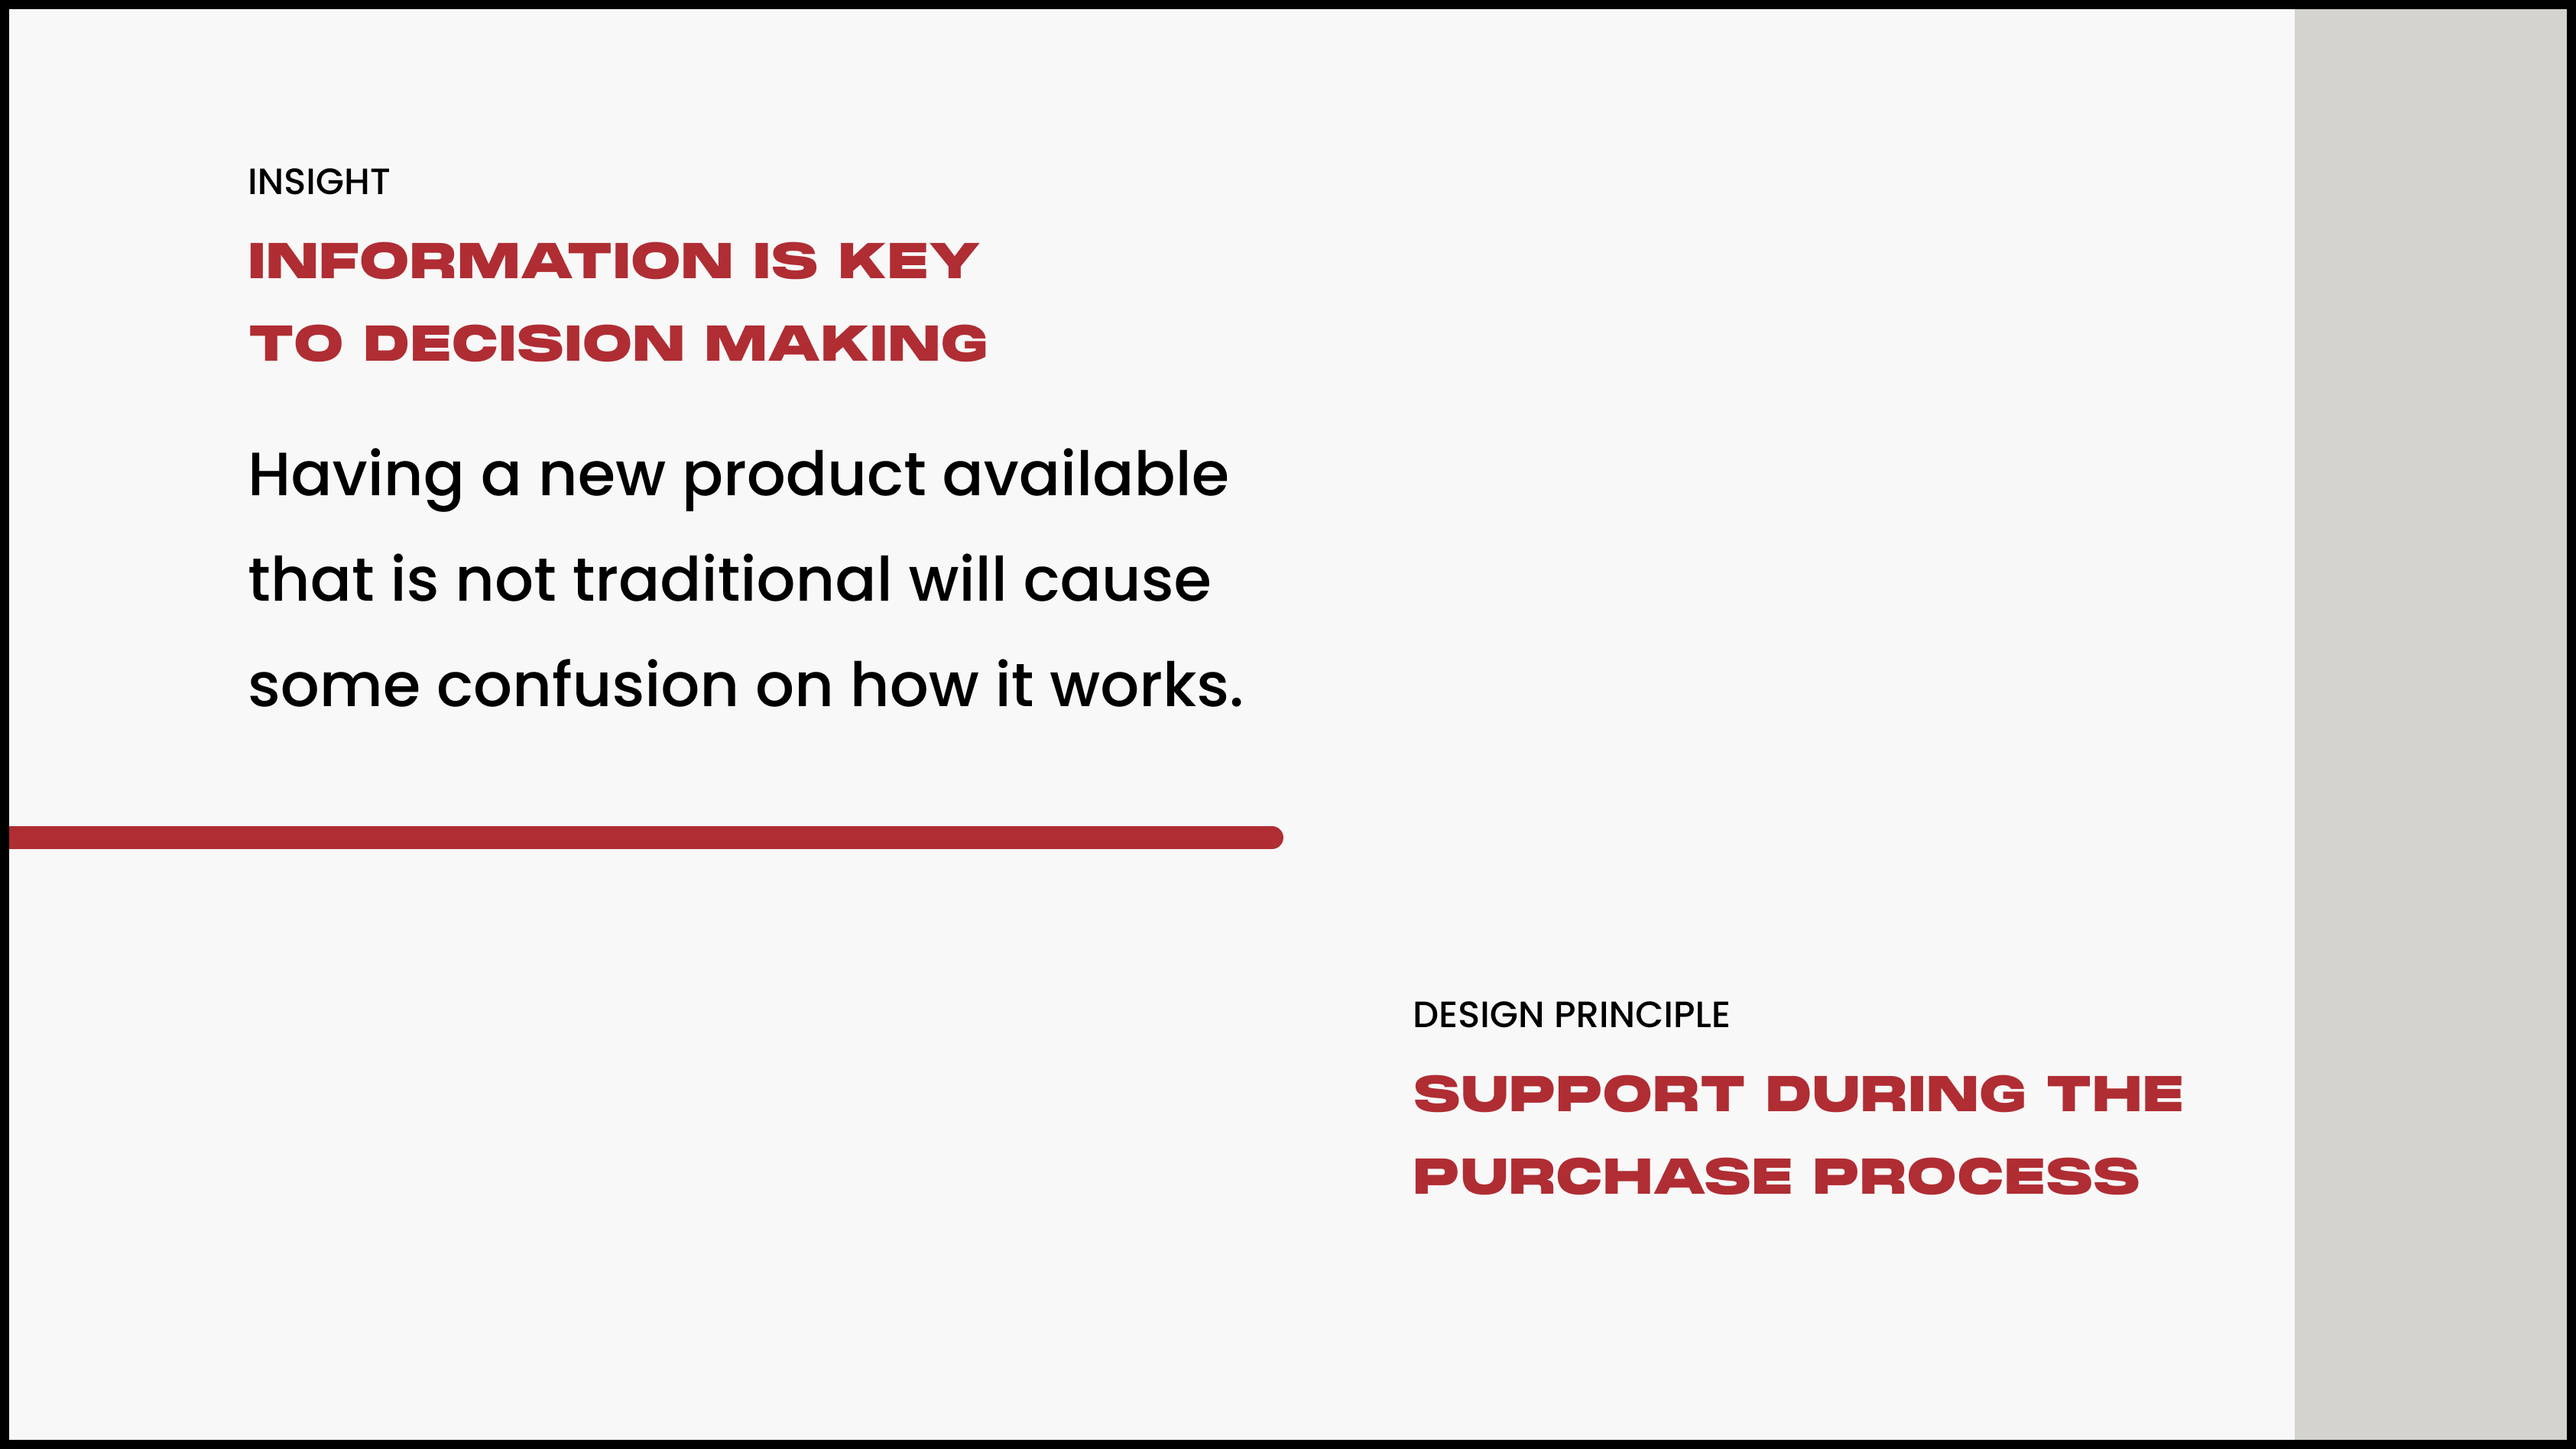 INSIGHT
INFORMATION IS KEY
TO DECISION MAKING
Having a new product available
that is not traditional will cause
some confusion on how it works.
DESIGN PRINCIPLE
SUPPORT DURING THE
PURCHASE PROCESS